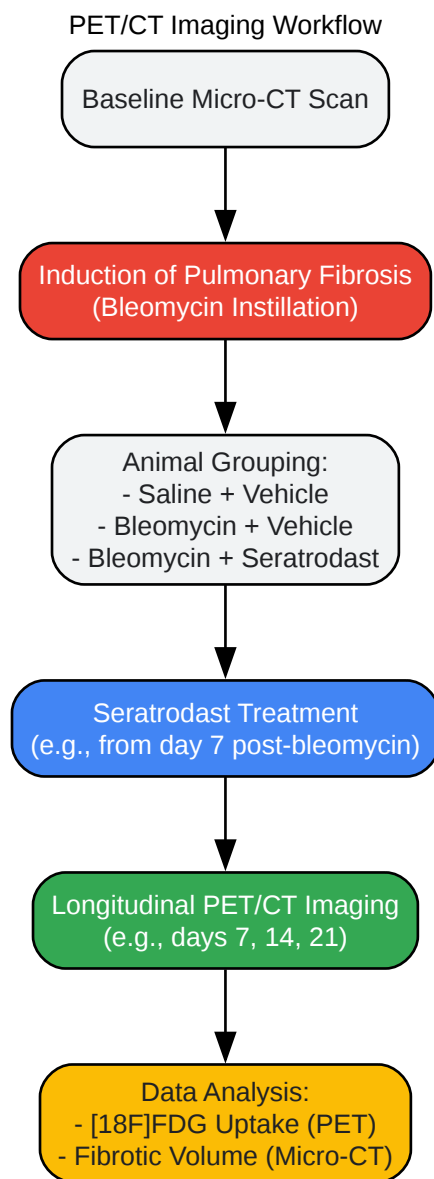 PET/CT Imaging Workflow
Baseline Micro-CT Scan
Induction of Pulmonary Fibrosis
(Bleomycin Instillation)
Animal Grouping:
- Saline + Vehicle
- Bleomycin + Vehicle
- Bleomycin + Seratrodast
Seratrodast Treatment
(e.g., from day 7 post-bleomycin)
Longitudinal PET/CT Imaging
(e.g., days 7, 14, 21)
Data Analysis:
- [18F]FDG Uptake (PET)
- Fibrotic Volume (Micro-CT)